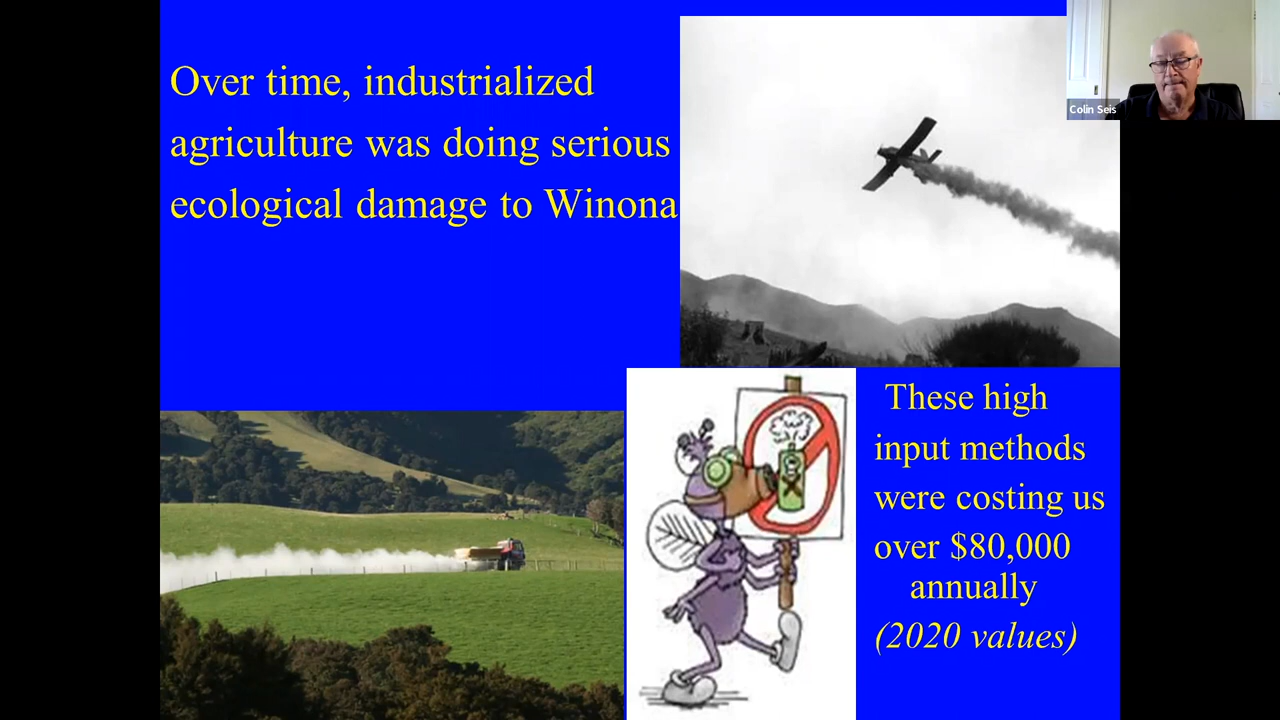 Over time, industrialized
agriculture was doing serious
ecological damage to Winona
Colin Seis
These high
input methods
were costing us
over $80,000
annually
(2020 values)